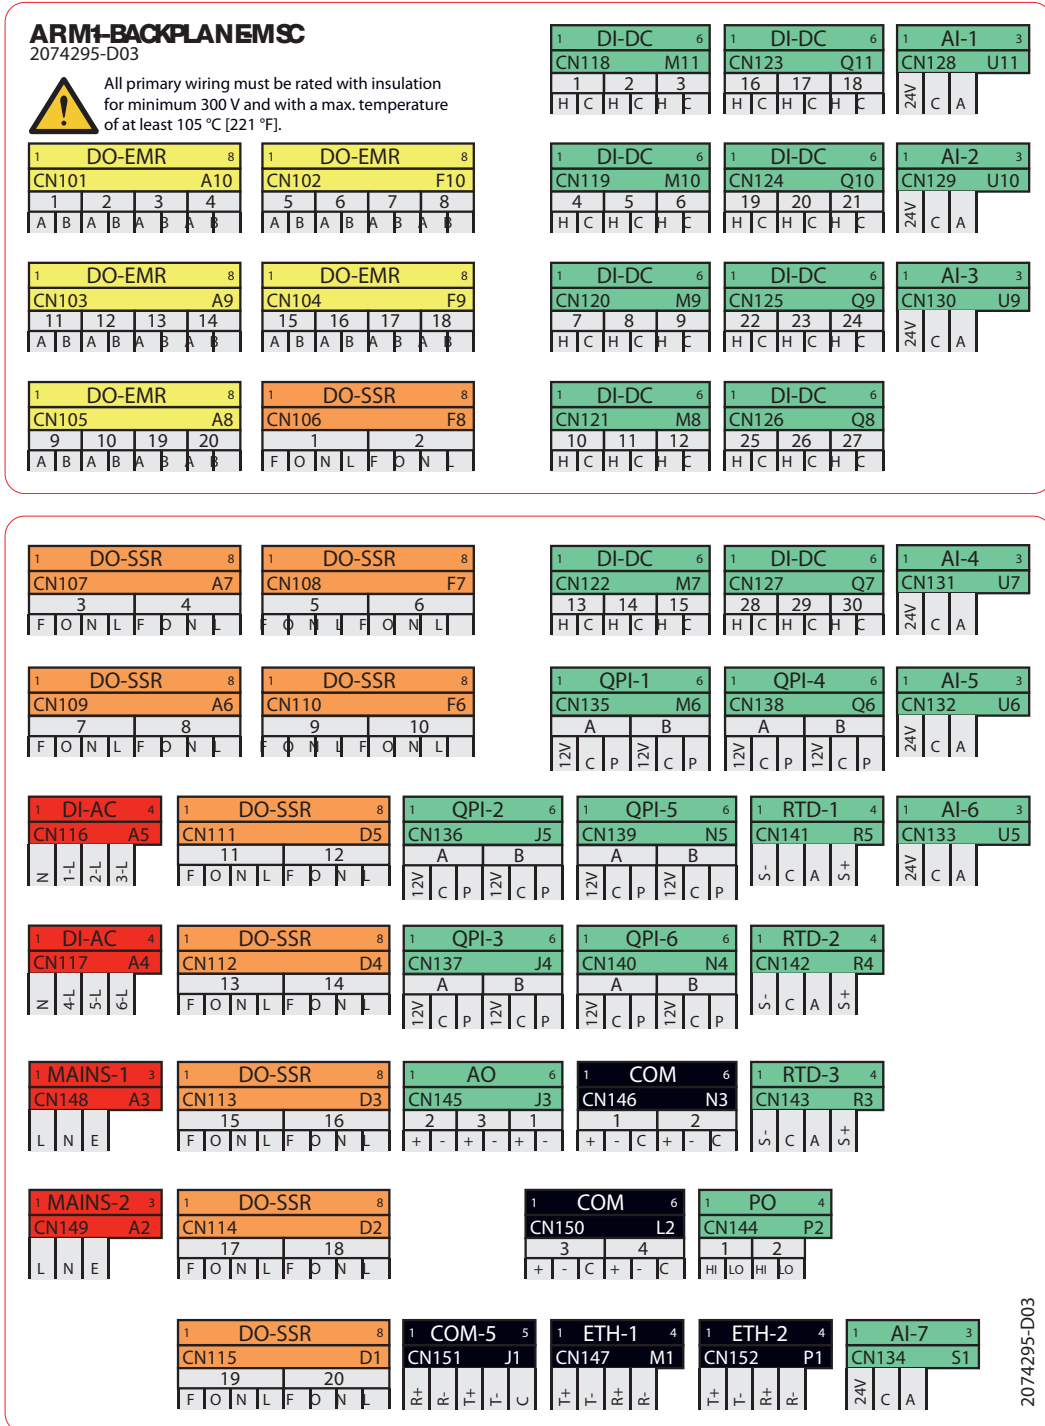 ARM1-BACKPLANEMSC
2074295-D03
All primary wiring must be rated with insulation
for minimum 300 V and with a max. temperature
of at least 105 °C [221 °F].
1 DI-DC 6
CN118 M11
1 2 3
H C H C H C
1 DI-DC 6
CN123 Q11
16 17 18
H C H C H C
1 AI-1 3
CN128 U11
24V C A
1 DO-EMR 8
CN101 A10
1 2 3 4
A B A B A B A B
1 DO-EMR 8
CN102 F10
5 6 7 8
A B A B A B A B
1 DI-DC 6
CN119 M10
4 5 6
H C H C H C
1 DI-DC 6
CN124 Q10
19 20 21
H C H C H C
1 AI-2 3
CN129 U10
24V C A
1 DO-EMR 8
CN103 A9
11 12 13 14
A B A B A B A B
1 DO-EMR 8
CN104 F9
15 16 17 18
A B A B A B A B
1 DI-DC 6
CN120 M9
7 8 9
H C H C H C
1 DI-DC 6
CN125 Q9
22 23 24
H C H C H C
1 AI-3 3
CN130 U9
24V C A
1 DO-EMR 8
CN105 A8
9 10 19 20
A B A B A B A B
1 DO-SSR 8
CN106 F8
1 2
F O N L F O N L
1 DI-DC 6
CN121 M8
10 11 12
H C H C H C
1 DI-DC 6
CN126 Q8
25 26 27
H C H C H C
1 DO-SSR 8
CN107 A7
3 4
F O N L F O N L
1 DO-SSR 8
CN108 F7
5 6
F O N L F O N L
1 DI-DC 6
CN122 M7
13 14 15
H C H C H C
1 DI-DC 6
CN127 Q7
28 29 30
H C H C H C
1 AI-4 3
CN131 U7
24V C A
1 DO-SSR 8
CN109 A6
7 8
F O N L F O N L
1 DO-SSR 8
CN110 F6
9 10
F O N L F O N L
1 QPI-1 6
CN135 M6
A B
12V C P 12V C P
1 QPI-4 6
CN138 Q6
A B
12V C P 12V C P
1 AI-5 3
CN132 U6
24V C A
1 DI-AC 4
CN116 A5
N 1-L 2-L 3-L
1 DO-SSR 8
CN111 D5
11 12
F O N L F O N L
1 QPI-2 6
CN136 J5
A B
12V C P 12V C P
1 QPI-5 6
CN139 N5
A B
12V C P 12V C P
1 RTD-1 4
CN141 R5
S- C A S+
1 AI-6 3
CN133 U5
24V C A
1 DI-AC 4
CN117 A4
N 4-L 5-L 6-L
1 DO-SSR 8
CN112 D4
13 14
F O N L F O N L
1 QPI-3 6
CN137 J4
A B
12V C P 12V C P
1 QPI-6 6
CN140 N4
A B
12V C P 12V C P
1 RTD-2 4
CN142 R4
S- C A S+
1 MAINS-1 3
CN148 A3
L N E
1 DO-SSR 8
CN113 D3
15 16
F O N L F O N L
1 AO 6
CN145 J3
2 3 1
+ - + - + -
1 COM 6
CN146 N3
1 2
+ - C + - C
1 RTD-3 4
CN143 R3
S- C A S+
1 MAINS-2 3
CN149 A2
L N E
1 DO-SSR 8
CN114 D2
17 18
F O N L F O N L
1 COM 6
CN150 L2
3 4
+ - C + - C
1 PO 4
CN144 P2
1 2
HI LO HI LO
1 DO-SSR 8
CN115 D1
19 20
F O N L F O N L
1 COM-5 5
CN151 J1
R+ R- T+ T- C
1 ETH-1 4
CN147 M1
T+ T- R+ R-
1 ETH-2 4
CN152 P1
T+ T- R+ R-
1 AI-7 3
CN134 S1
24V C A
2074295-D03